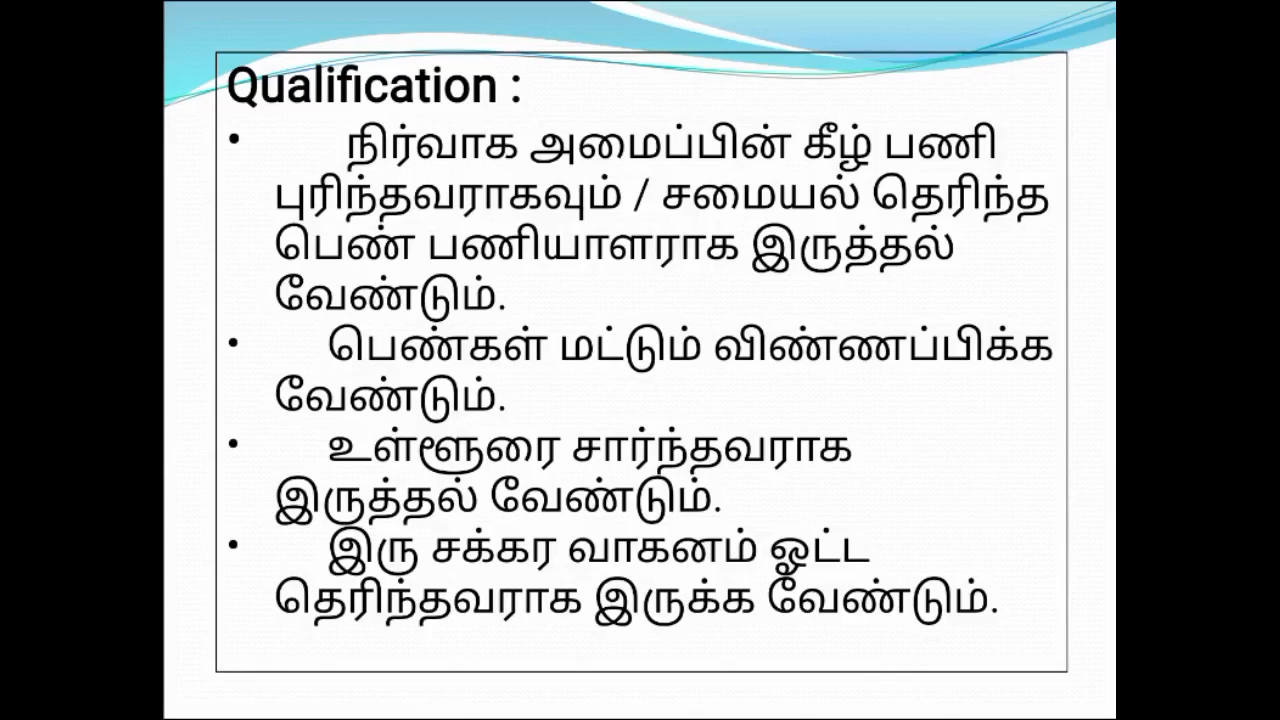 Qualification :
• நிர்வாக அமைப்பின் கீழ் பணி
புரிந்தவராகவும் / சமையல் தெரிந்த
பெண் பணியாளராக இருத்தல்
வேண்டும்.
• பெண்கள் மட்டும் விண்ணப்பிக்க
வேண்டும்.
• உள்ளூரை சார்ந்தவராக
இருத்தல் வேண்டும்.
• இரு சக்கர வாகனம் ஓட்ட
தெரிந்தவராக இருக்க வேண்டும்.